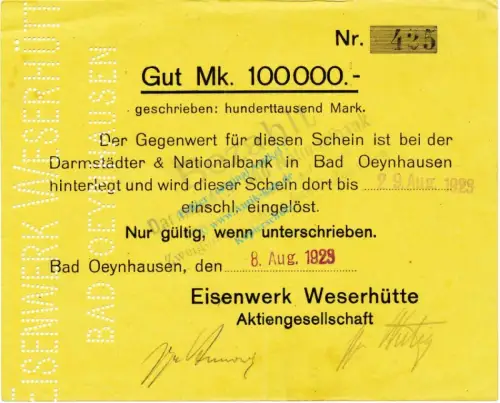 Nr. 425
Gut Mk. 100000.-
geschrieben: hunderttausend Mark.
Der Gegenwert für diesen Schein ist bei der
Darmstädter & Nationalbank in Bad Oeynhausen
hinterlegt und wird dieser Schein dort bis 29 Aug. 1923
einschl. eingelöst.
Nur gültig, wenn unterschrieben.
Bad Oeynhausen, den 8. Aug. 1923
Eisenwerk Weserhütte
Aktiengesellschaft
EISENWERK WESERHÜTT
BAD OEYNHAUSEN
Bezahlt